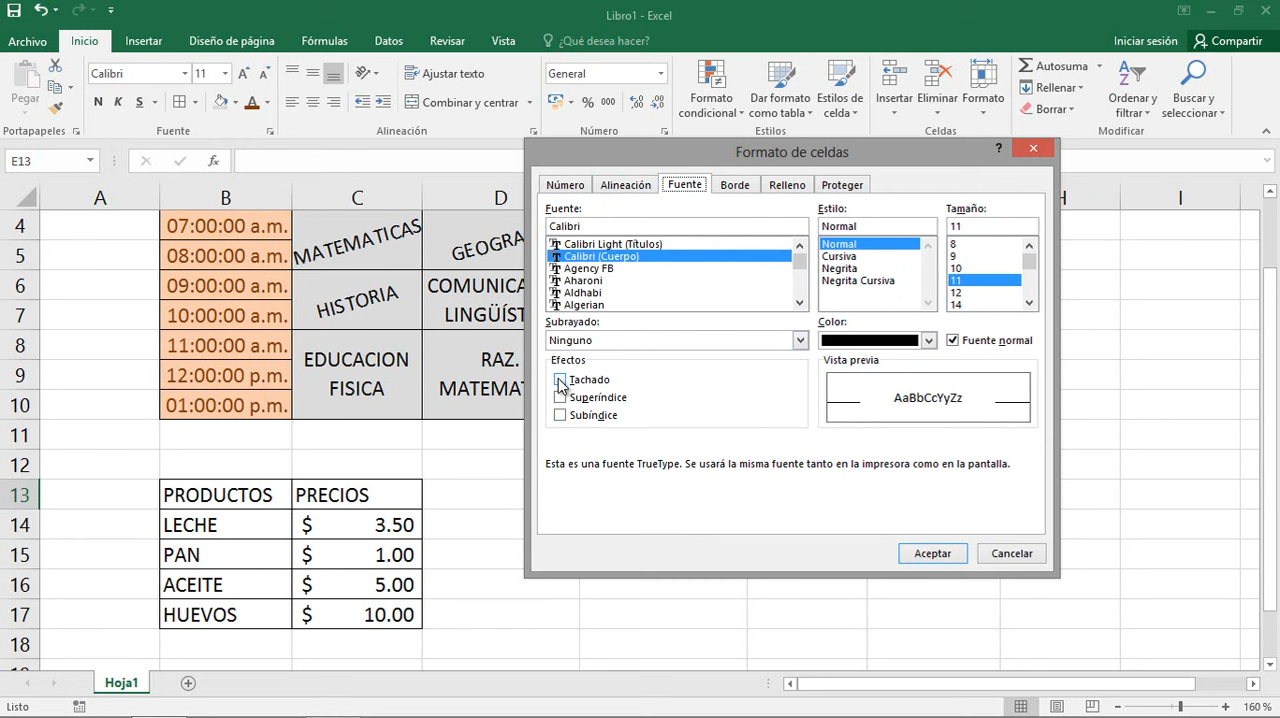 Libro1 - Excel
Archivo Inicio Insertar Diseño de página Fórmulas Datos Revisar Vista ¿Qué desea hacer? Iniciar sesión Compartir
Pegar
Calibri 11
N K S
Ajustar texto
Combinar y centrar
General
% 000
Formato condicional
Dar formato como tabla
Estilos de celda
Insertar Eliminar Formato
Autosuma
Rellenar
Borrar
Ordenar y filtrar
Buscar y seleccionar
Portapapeles Fuente Alineación Número Estilos Celdas Modificar
E13
fx
A B C D H I
4 07:00:00 a.m. MATEMATICAS
5 08:00:00 a.m.
6 09:00:00 a.m. HISTORIA
7 10:00:00 a.m. LINGÜÍST
8 11:00:00 a.m. EDUCACION RAZ.
9 12:00:00 p.m. FISICA
10 01:00:00 p.m.
11
12
13 PRODUCTOS PRECIOS
14 LECHE $ 3.50
15 PAN $ 1.00
16 ACEITE $ 5.00
17 HUEVOS $ 10.00
18
Formato de celdas
?
Número Alineación Fuente Borde Relleno Proteger
Fuente: Estilo: Tamaño:
Calibri Normal 11
Calibri Light (Títulos) Normal 8
Calibri (Cuerpo) Cursiva 9
Agency FB Negrita 10
Aharoni Negrita Cursiva 11
Aldhabi 12
Algerian 14
Subrayado: Color:
Ninguno Fuente normal
Efectos Vista previa
Tachado
Superíndice
Subíndice
AaBbCcYyZz
Esta es una fuente TrueType. Se usará la misma fuente tanto en la impresora como en la pantalla.
Aceptar Cancelar
Hoja1
Listo 160 %